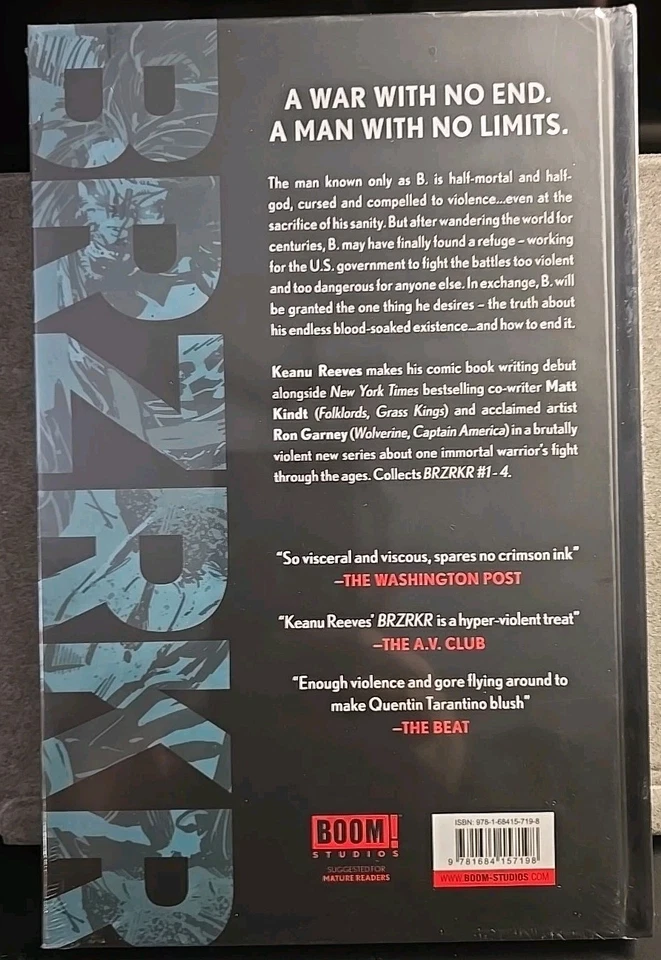 BRZRKR
A WAR WITH NO END.
A MAN WITH NO LIMITS.
The man known only as B. is half-mortal and half-
god, cursed and compelled to violence...even at the
sacrifice of his sanity. But after wandering the world for
centuries, B. may have finally found a refuge – working
for the U.S. government to fight the battles too violent
and too dangerous for anyone else. In exchange, B. will
be granted the one thing he desires – the truth about
his endless blood-soaked existence...and how to end it.
Keanu Reeves makes his comic book writing debut
alongside New York Times bestselling co-writer Matt
Kindt (Folklords, Grass Kings) and acclaimed artist
Ron Garney (Wolverine, Captain America) in a brutally
violent new series about one immortal warrior's fight
through the ages. Collects BRZRKR #1-4.
"So visceral and viscous, spares no crimson ink"
–THE WASHINGTON POST
"Keanu Reeves' BRZRKR is a hyper-violent treat"
–THE A.V. CLUB
"Enough violence and gore flying around to
make Quentin Tarantino blush"
–THE BEAT
BOOM!
STUDIOS
SUGGESTED FOR
MATURE READERS
ISBN: 978-1-68415-719-8
9 781684 157198
WWW.BOOM-STUDIOS.COM